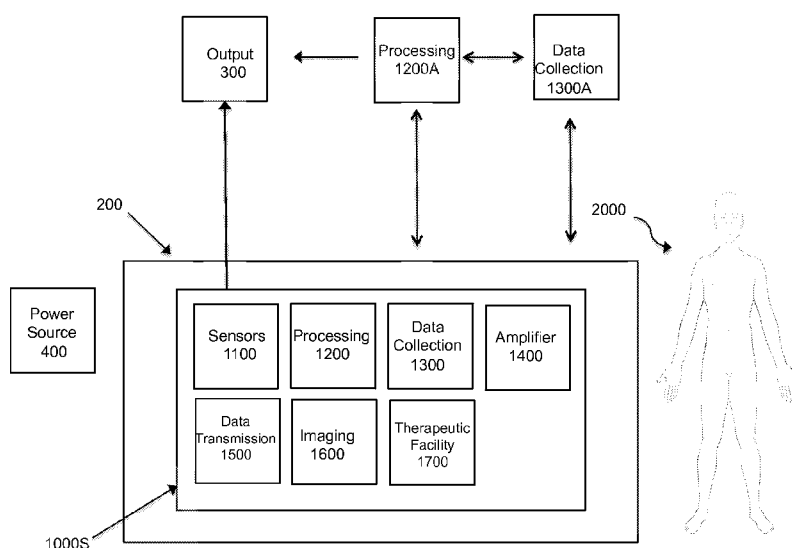 Output
300
Processing
1200A
Data
Collection
1300A
200
2000
Power
Source
400
Sensors
1100
Processing
1200
Data
Collection
1300
Amplifier
1400
Data
Transmission
1500
Imaging
1600
Therapeutic
Facility
1700
1000S